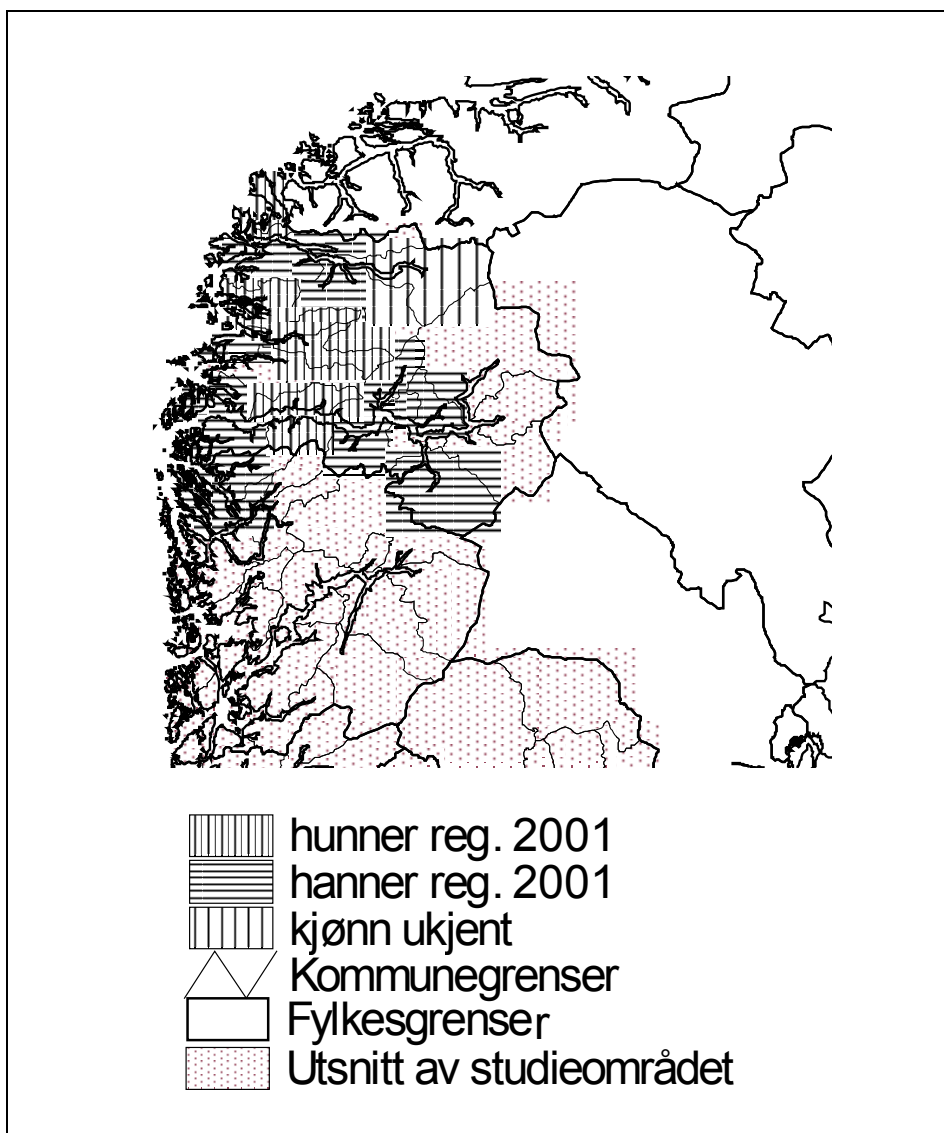 hunner reg. 2001
hanner reg. 2001
kjønn ukjent
Kommunegrenser
Fylkesgrenser
Utsnitt av studieområdet